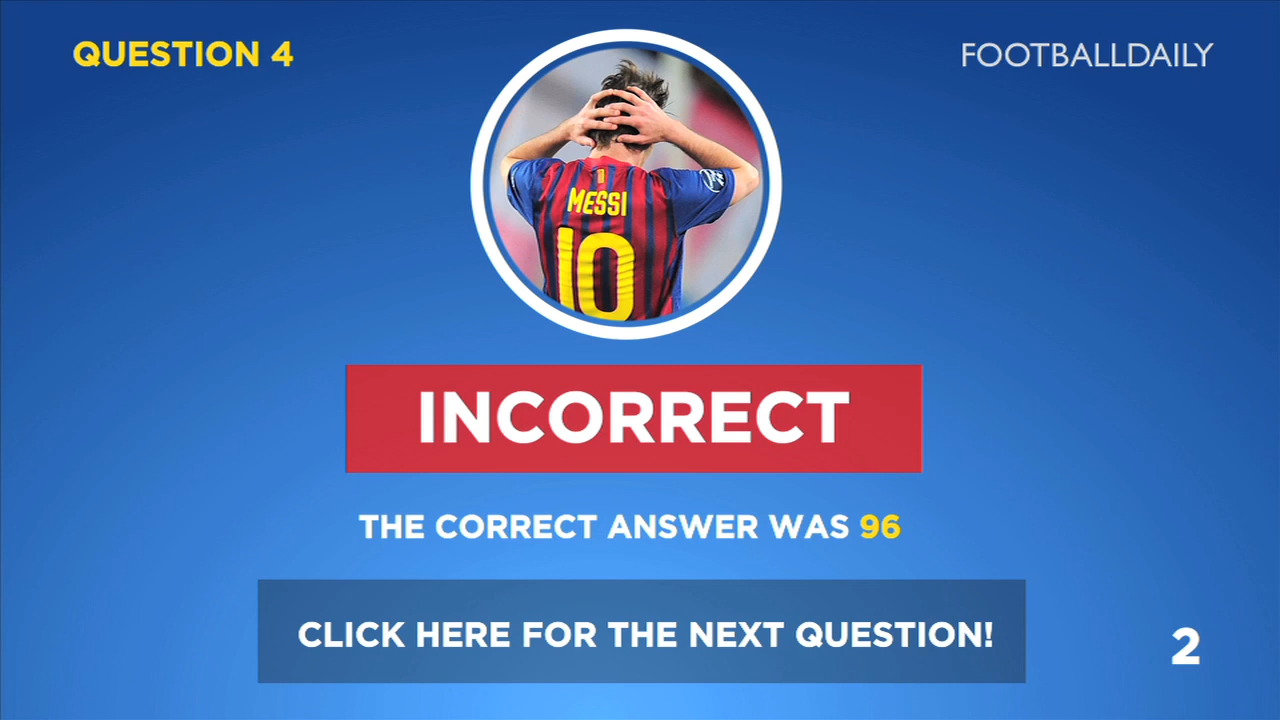 QUESTION 4
FOOTBALLDAILY
MESSI
10
INCORRECT
THE CORRECT ANSWER WAS 96
CLICK HERE FOR THE NEXT QUESTION!
2